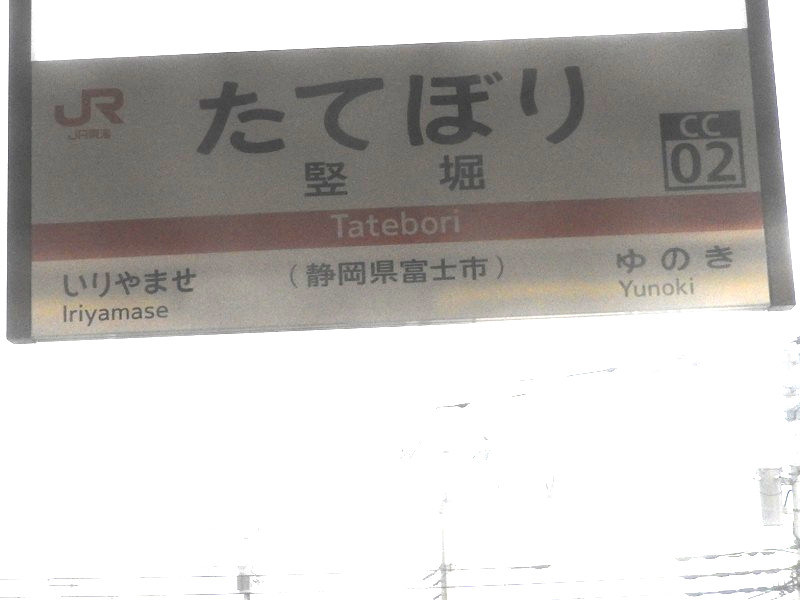 JR
JR東海
たてぼり
CC
02
竪堀
Tatebori
いりやませ
（静岡県富士市）
ゆのき
Iriyamase
Yunoki